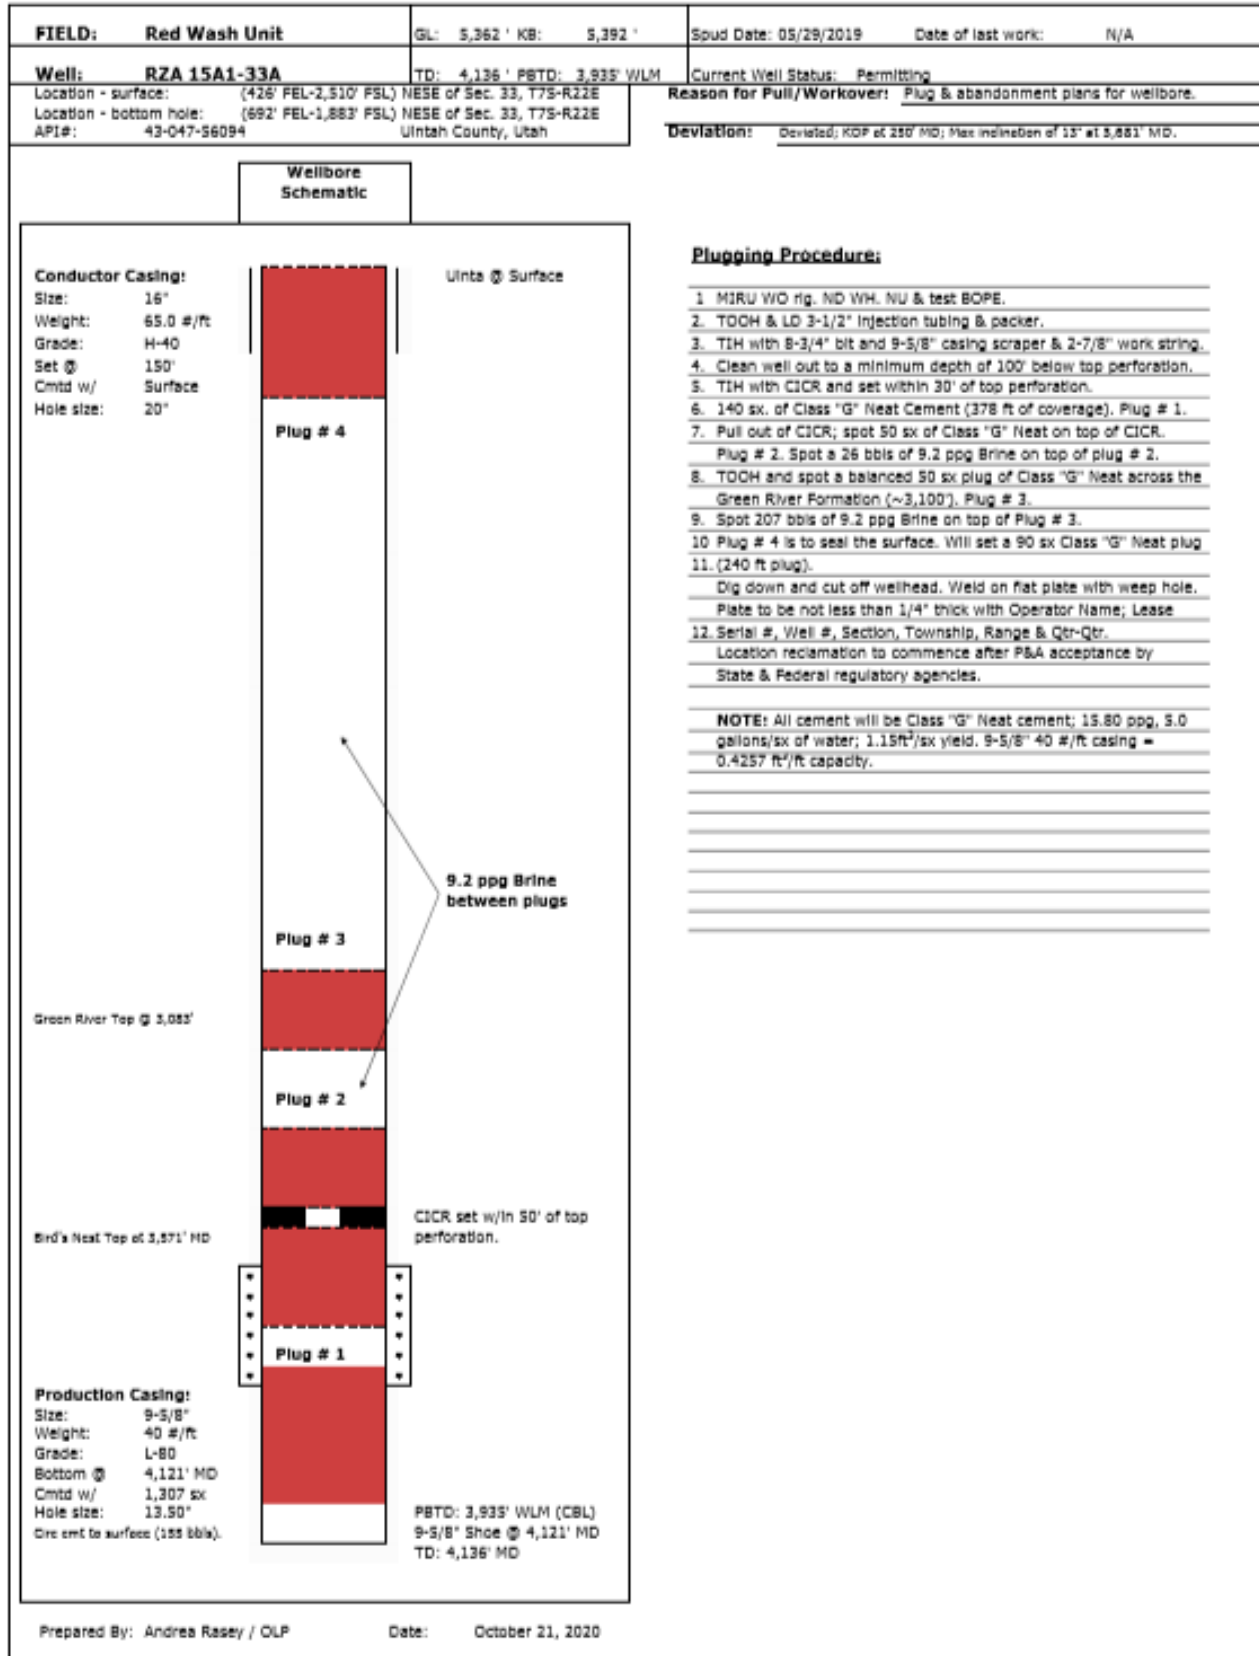 FIELD: Red Wash Unit GL: 5,362 ' KB: 5,392 ' Spud Date: 05/29/2019 Date of last work: N/A
Well: RZA 15A1-33A TD: 4,136 ' PBTD: 3,935' WLM Current Well Status: Permitting
Location - surface: (426' FEL-2,510' FSL) NESE of Sec. 33, T7S-R22E Reason for Pull/Workover: Plug & abandonment plans for wellbore.
Location - bottom hole: (692' FEL-1,883' FSL) NESE of Sec. 33, T7S-R22E
API#: 43-047-56094 Uintah County, Utah Deviation: Deviated; KOP at 250' MD; Max inclination of 13° at 3,881' MD.
Wellbore
Schematic
Conductor Casing:
Size: 16"
Weight: 65.0 #/ft
Grade: H-40
Set @ 150'
Cmtd w/ Surface
Hole size: 20"
Uinta @ Surface
Plug # 4
9.2 ppg Brine
between plugs
Plug # 3
Green River Top @ 3,083'
Plug # 2
CICR set w/in 50' of top
perforation.
Bird's Nest Top at 3,571' MD
Plug # 1
Production Casing:
Size: 9-5/8"
Weight: 40 #/ft
Grade: L-80
Bottom @ 4,121' MD
Cmtd w/ 1,307 sx
Hole size: 13.50"
Circ cmt to surface (155 bbls).
PBTD: 3,935' WLM (CBL)
9-5/8" Shoe @ 4,121' MD
TD: 4,136' MD
Plugging Procedure:
1 MIRU WO rig. ND WH. NU & test BOPE.
2. TOOH & LD 3-1/2" injection tubing & packer.
3. TIH with 8-3/4" bit and 9-5/8" casing scraper & 2-7/8" work string.
4. Clean well out to a minimum depth of 100' below top perforation.
5. TIH with CICR and set within 50' of top perforation.
6. 140 sx. of Class "G" Neat Cement (378 ft of coverage). Plug # 1.
7. Pull out of CICR; spot 50 sx of Class "G" Neat on top of CICR.
Plug # 2. Spot a 26 bbls of 9.2 ppg Brine on top of plug # 2.
8. TOOH and spot a balanced 50 sx plug of Class "G" Neat across the
Green River Formation (~3,100'). Plug # 3.
9. Spot 207 bbls of 9.2 ppg Brine on top of Plug # 3.
10 Plug # 4 is to seal the surface. Will set a 90 sx Class "G" Neat plug
11. (240 ft plug).
Dig down and cut off wellhead. Weld on flat plate with weep hole.
Plate to be not less than 1/4" thick with Operator Name; Lease
12. Serial #, Well #, Section, Township, Range & Qtr-Qtr.
Location reclamation to commence after P&A acceptance by
State & Federal regulatory agencies.
NOTE: All cement will be Class "G" Neat cement; 15.80 ppg, 5.0
gallons/sx of water; 1.15ft³/sx yield. 9-5/8" 40 #/ft casing =
0.4257 ft³/ft capacity.
Prepared By: Andrea Rasey / OLP Date: October 21, 2020